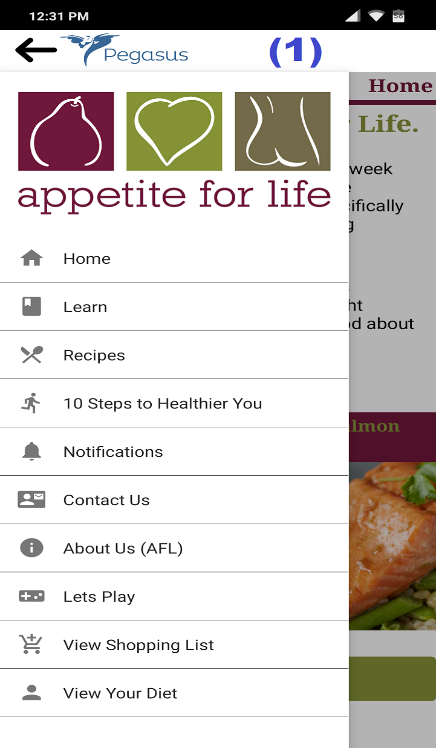 12:31 PM
56
Pegasus
(1)
Home
appetite for life
Life.
week
cifically
Home
ht
Learn
od about
Recipes
10 Steps to Healthier You
lmon
Notifications
Contact Us
About Us (AFL)
Lets Play
View Shopping List
View Your Diet